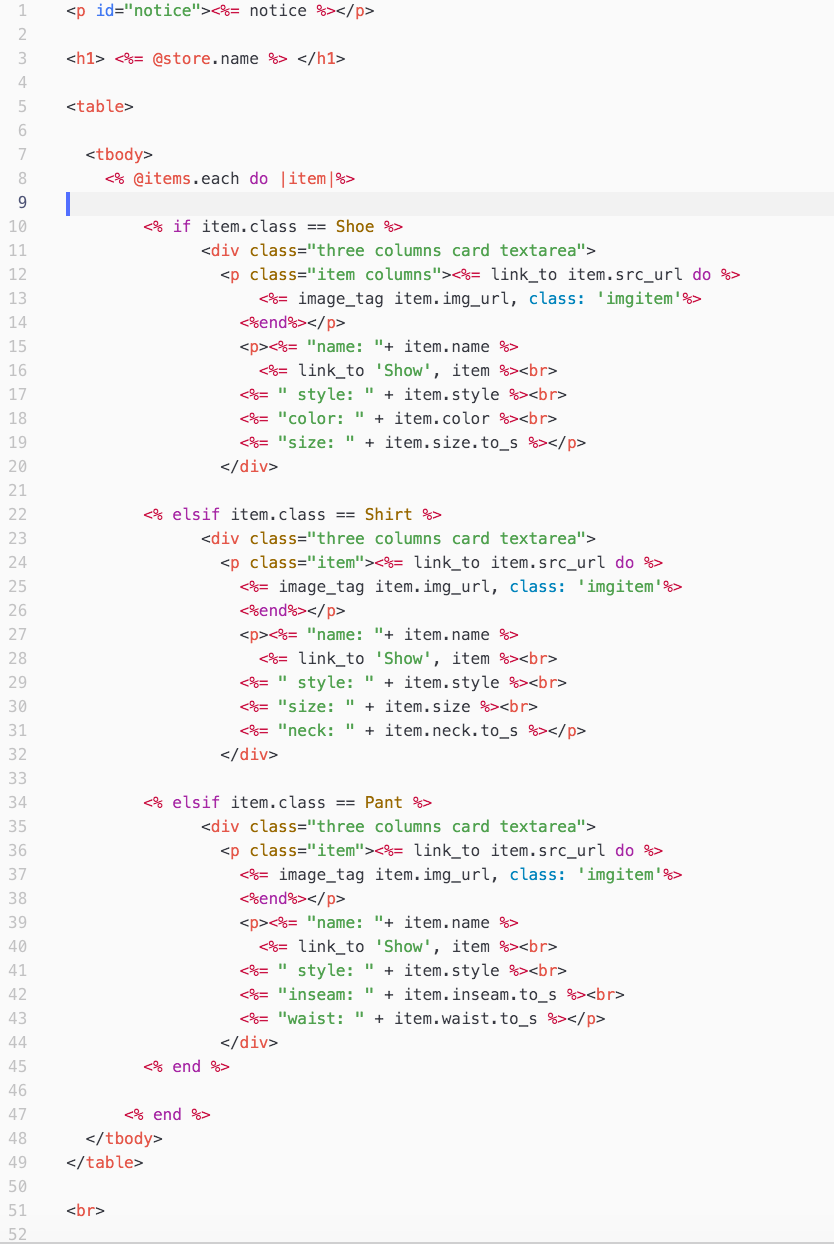 1 <p id="notice"><%= notice %></p>
2
3 <h1> <%= @store.name %> </h1>
4
5 <table>
6
7   <tbody>
8     <% @items.each do |item|%>
9
10         <% if item.class == Shoe %>
11               <div class="three columns card textarea">
12                 <p class="item columns"><%= link_to item.src_url do %>
13                     <%= image_tag item.img_url, class: 'imgitem'%>
14                   <%end%></p>
15                   <p><%= "name: "+ item.name %>
16                     <%= link_to 'Show', item %><br>
17                   <%= " style: " + item.style %><br>
18                   <%= "color: " + item.color %><br>
19                   <%= "size: " + item.size.to_s %></p>
20                 </div>
21
22         <% elsif item.class == Shirt %>
23               <div class="three columns card textarea">
24                 <p class="item"><%= link_to item.src_url do %>
25                   <%= image_tag item.img_url, class: 'imgitem'%>
26                   <%end%></p>
27                   <p><%= "name: "+ item.name %>
28                     <%= link_to 'Show', item %><br>
29                   <%= " style: " + item.style %><br>
30                   <%= "size: " + item.size %><br>
31                   <%= "neck: " + item.neck.to_s %></p>
32                 </div>
33
34         <% elsif item.class == Pant %>
35               <div class="three columns card textarea">
36                 <p class="item"><%= link_to item.src_url do %>
37                   <%= image_tag item.img_url, class: 'imgitem'%>
38                   <%end%></p>
39                   <p><%= "name: "+ item.name %>
40                     <%= link_to 'Show', item %><br>
41                   <%= " style: " + item.style %><br>
42                   <%= "inseam: " + item.inseam.to_s %><br>
43                   <%= "waist: " + item.waist.to_s %></p>
44                 </div>
45         <% end %>
46
47       <% end %>
48   </tbody>
49 </table>
50
51 <br>
52